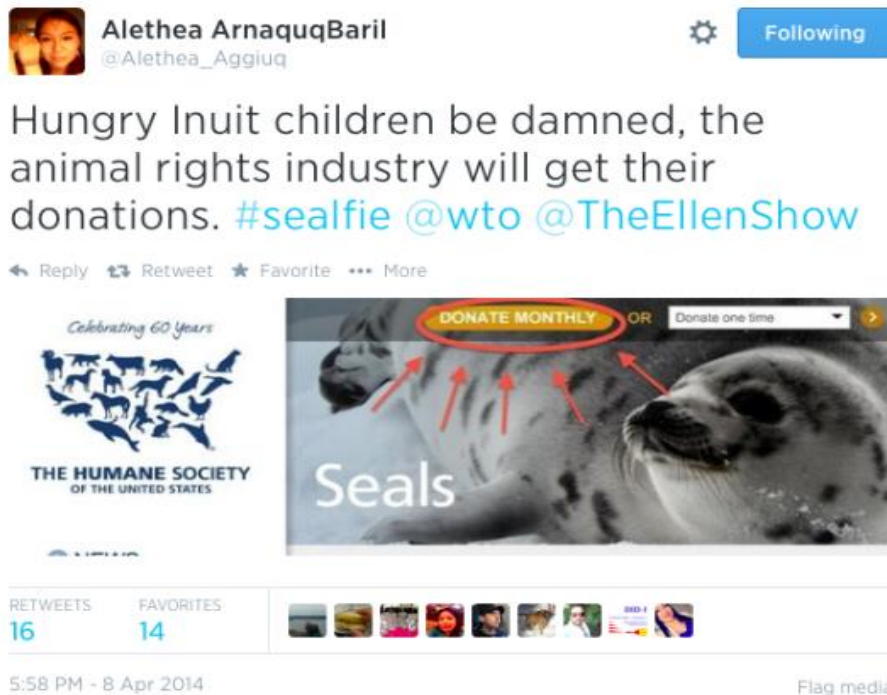 Alethea ArnaquqBaril
@Alethea_Aggiuq
Following
Hungry Inuit children be damned, the
animal rights industry will get their
donations. #sealfie @wto @TheEllenShow
Reply Retweet Favorite More
Celebrating 60 Years
THE HUMANE SOCIETY
OF THE UNITED STATES
DONATE MONTHLY OR Donate one time
Seals
RETWEETS FAVORITES
16 14
5:58 PM - 8 Apr 2014
Flag media